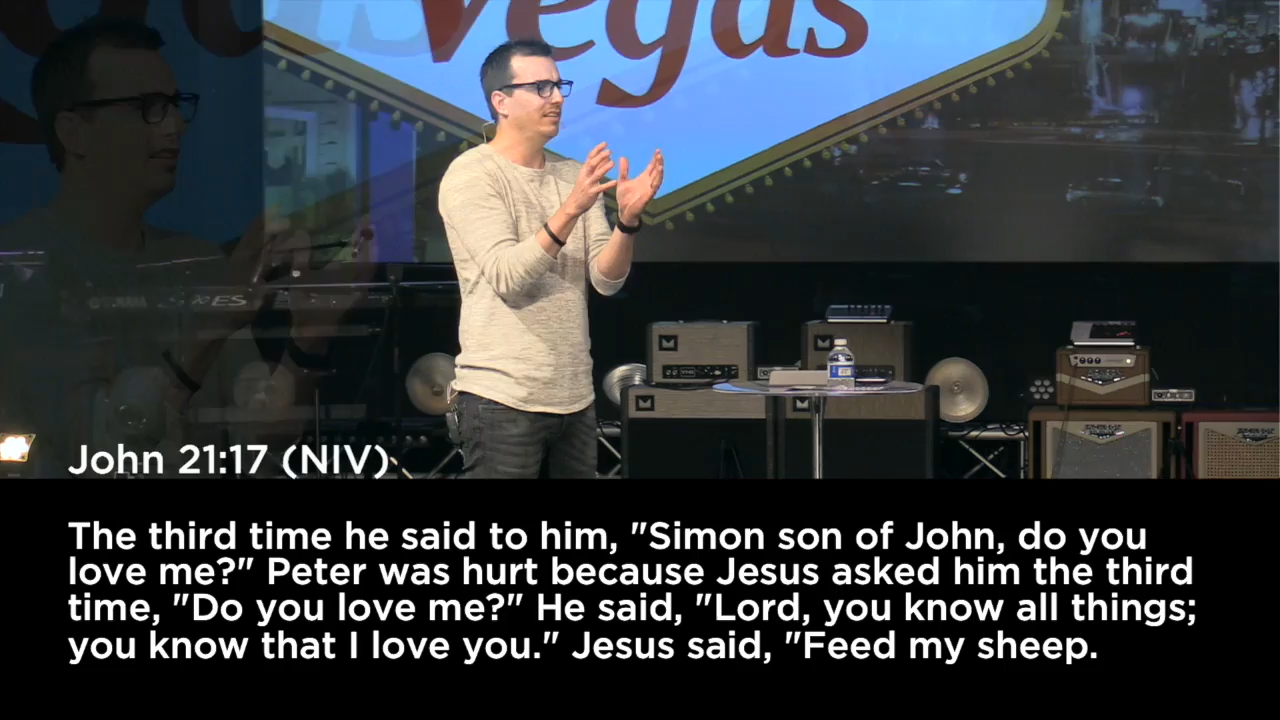 Vegas
YAMAHA
ES
John 21:17 (NIV)
The third time he said to him, "Simon son of John, do you
love me?" Peter was hurt because Jesus asked him the third
time, "Do you love me?" He said, "Lord, you know all things;
you know that I love you." Jesus said, "Feed my sheep.